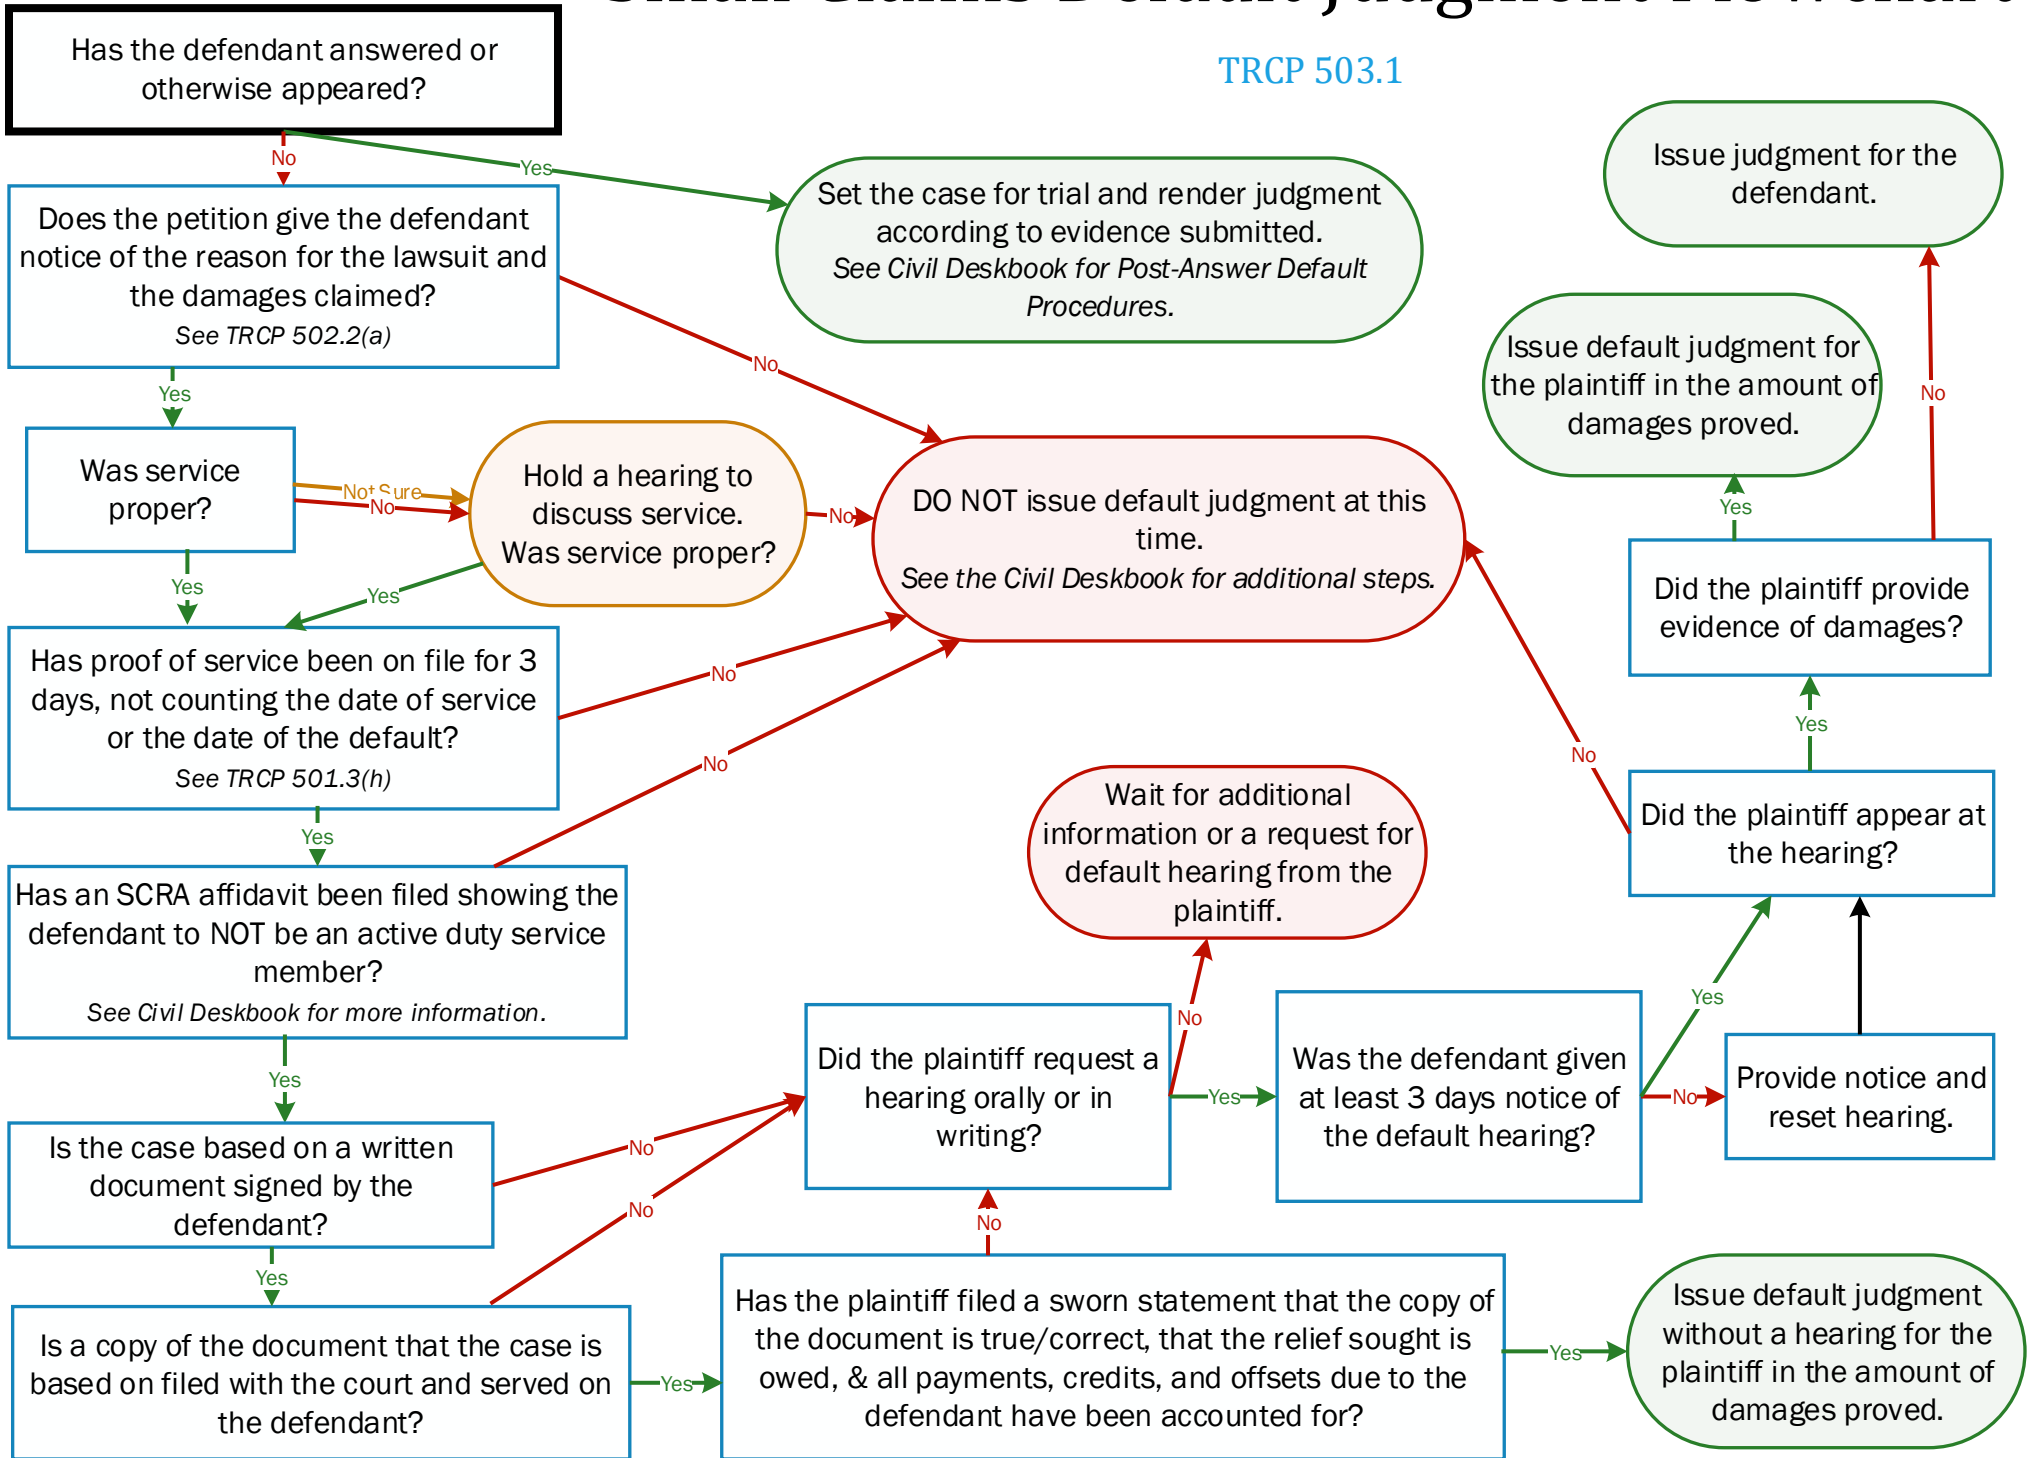 Small Claims Default Judgment Flowchart
TRCP 503.1
Has the defendant answered or
otherwise appeared?
No
Yes
Set the case for trial and render judgment
according to evidence submitted.
See Civil Deskbook for Post-Answer Default
Procedures.
Does the petition give the defendant
notice of the reason for the lawsuit and
the damages claimed?
See TRCP 502.2(a)
No
Yes
Was service
proper?
Not Sure
No
Yes
Hold a hearing to
discuss service.
Was service proper?
No
Yes
DO NOT issue default judgment at this
time.
See the Civil Deskbook for additional steps.
Has proof of service been on file for 3
days, not counting the date of service
or the date of the default?
See TRCP 501.3(h)
No
Yes
Has an SCRA affidavit been filed showing the
defendant to NOT be an active duty service
member?
See Civil Deskbook for more information.
No
Yes
Is the case based on a written
document signed by the
defendant?
No
Yes
Is a copy of the document that the case is
based on filed with the court and served on
the defendant?
No
Yes
Has the plaintiff filed a sworn statement that the copy of
the document is true/correct, that the relief sought is
owed, & all payments, credits, and offsets due to the
defendant have been accounted for?
No
Yes
Issue default judgment
without a hearing for the
plaintiff in the amount of
damages proved.
Did the plaintiff request a
hearing orally or in
writing?
No
Yes
Wait for additional
information or a request for
default hearing from the
plaintiff.
Was the defendant given
at least 3 days notice of
the default hearing?
Yes
No
Provide notice and
reset hearing.
Did the plaintiff appear at
the hearing?
No
Yes
Did the plaintiff provide
evidence of damages?
Yes
No
Issue default judgment for
the plaintiff in the amount of
damages proved.
Issue judgment for the
defendant.